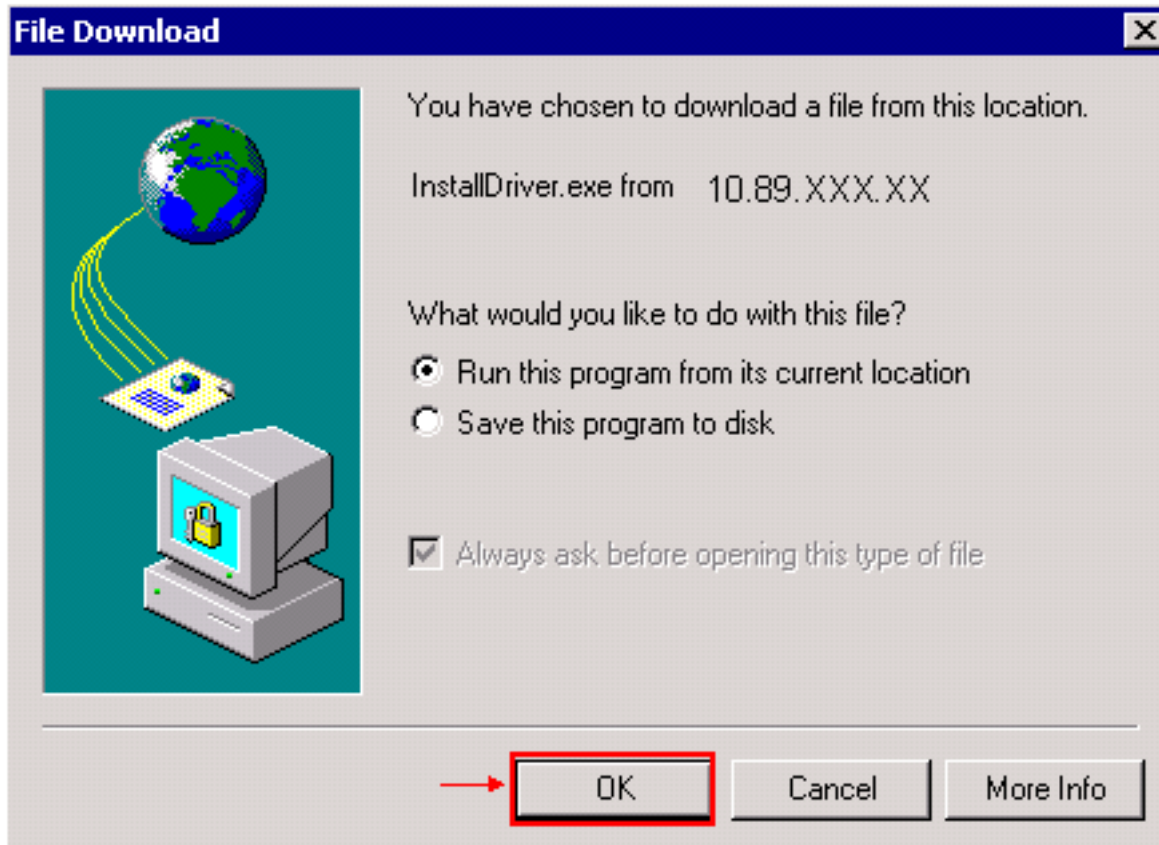 File Download
You have chosen to download a file from this location.
InstallDriver.exe from 10.89.XXX.XX
What would you like to do with this file?
Run this program from its current location
Save this program to disk
Always ask before opening this type of file
OK
Cancel
More Info